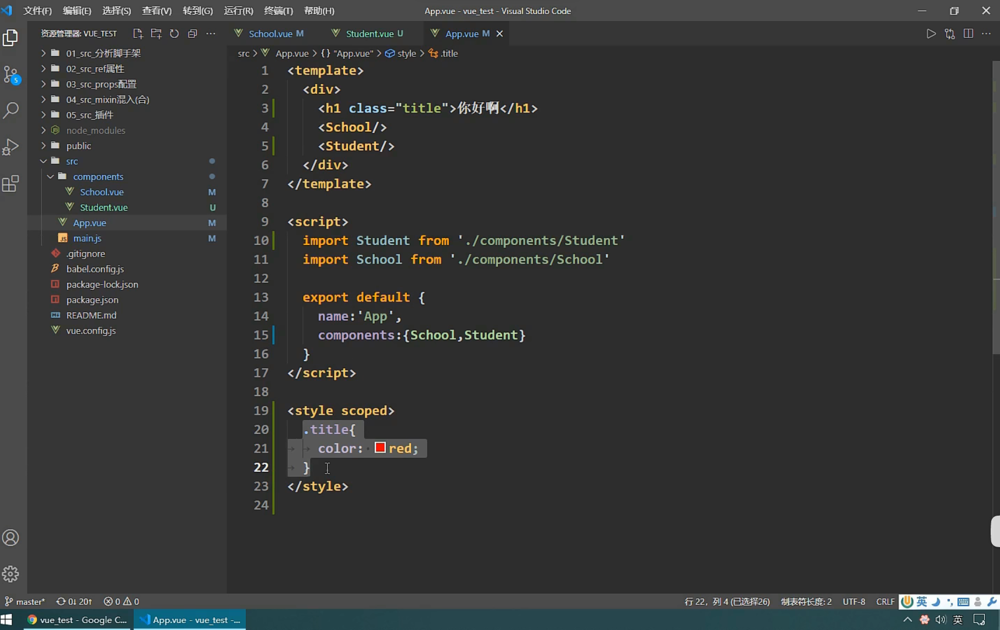 文件(F) 编辑(E) 选择(S) 查看(V) 转到(G) 运行(R) 终端(T) 帮助(H) App.vue - vue_test - Visual Studio Code
资源管理器: VUE_TEST
School.vue M Student.vue U App.vue M
src > App.vue > {} "App.vue" > style > .title
01_src_分析脚手架
02_src_ref属性
03_src_props配置
04_src_mixin混入(合)
05_src_插件
node_modules
public
src
components
School.vue M
Student.vue U
App.vue M
main.js M
.gitignore
babel.config.js
package-lock.json
package.json
README.md
vue.config.js
5
1 <template>
2 <div>
3 <h1 class="title">你好啊</h1>
4 <School/>
5 <Student/>
6 </div>
7 </template>
8
9 <script>
10 import Student from './components/Student'
11 import School from './components/School'
12
13 export default {
14 name:'App',
15 components:{School,Student}
16 }
17 </script>
18
19 <style scoped>
20 .title{
21 color: red;
22 }
23 </style>
24
master* 0↓ 20↑ 0 0 行 22，列 4 (已选择26) 制表符长度: 2 UTF-8 CRLF 英
vue_test - Google C... App.vue - vue_test -... 英